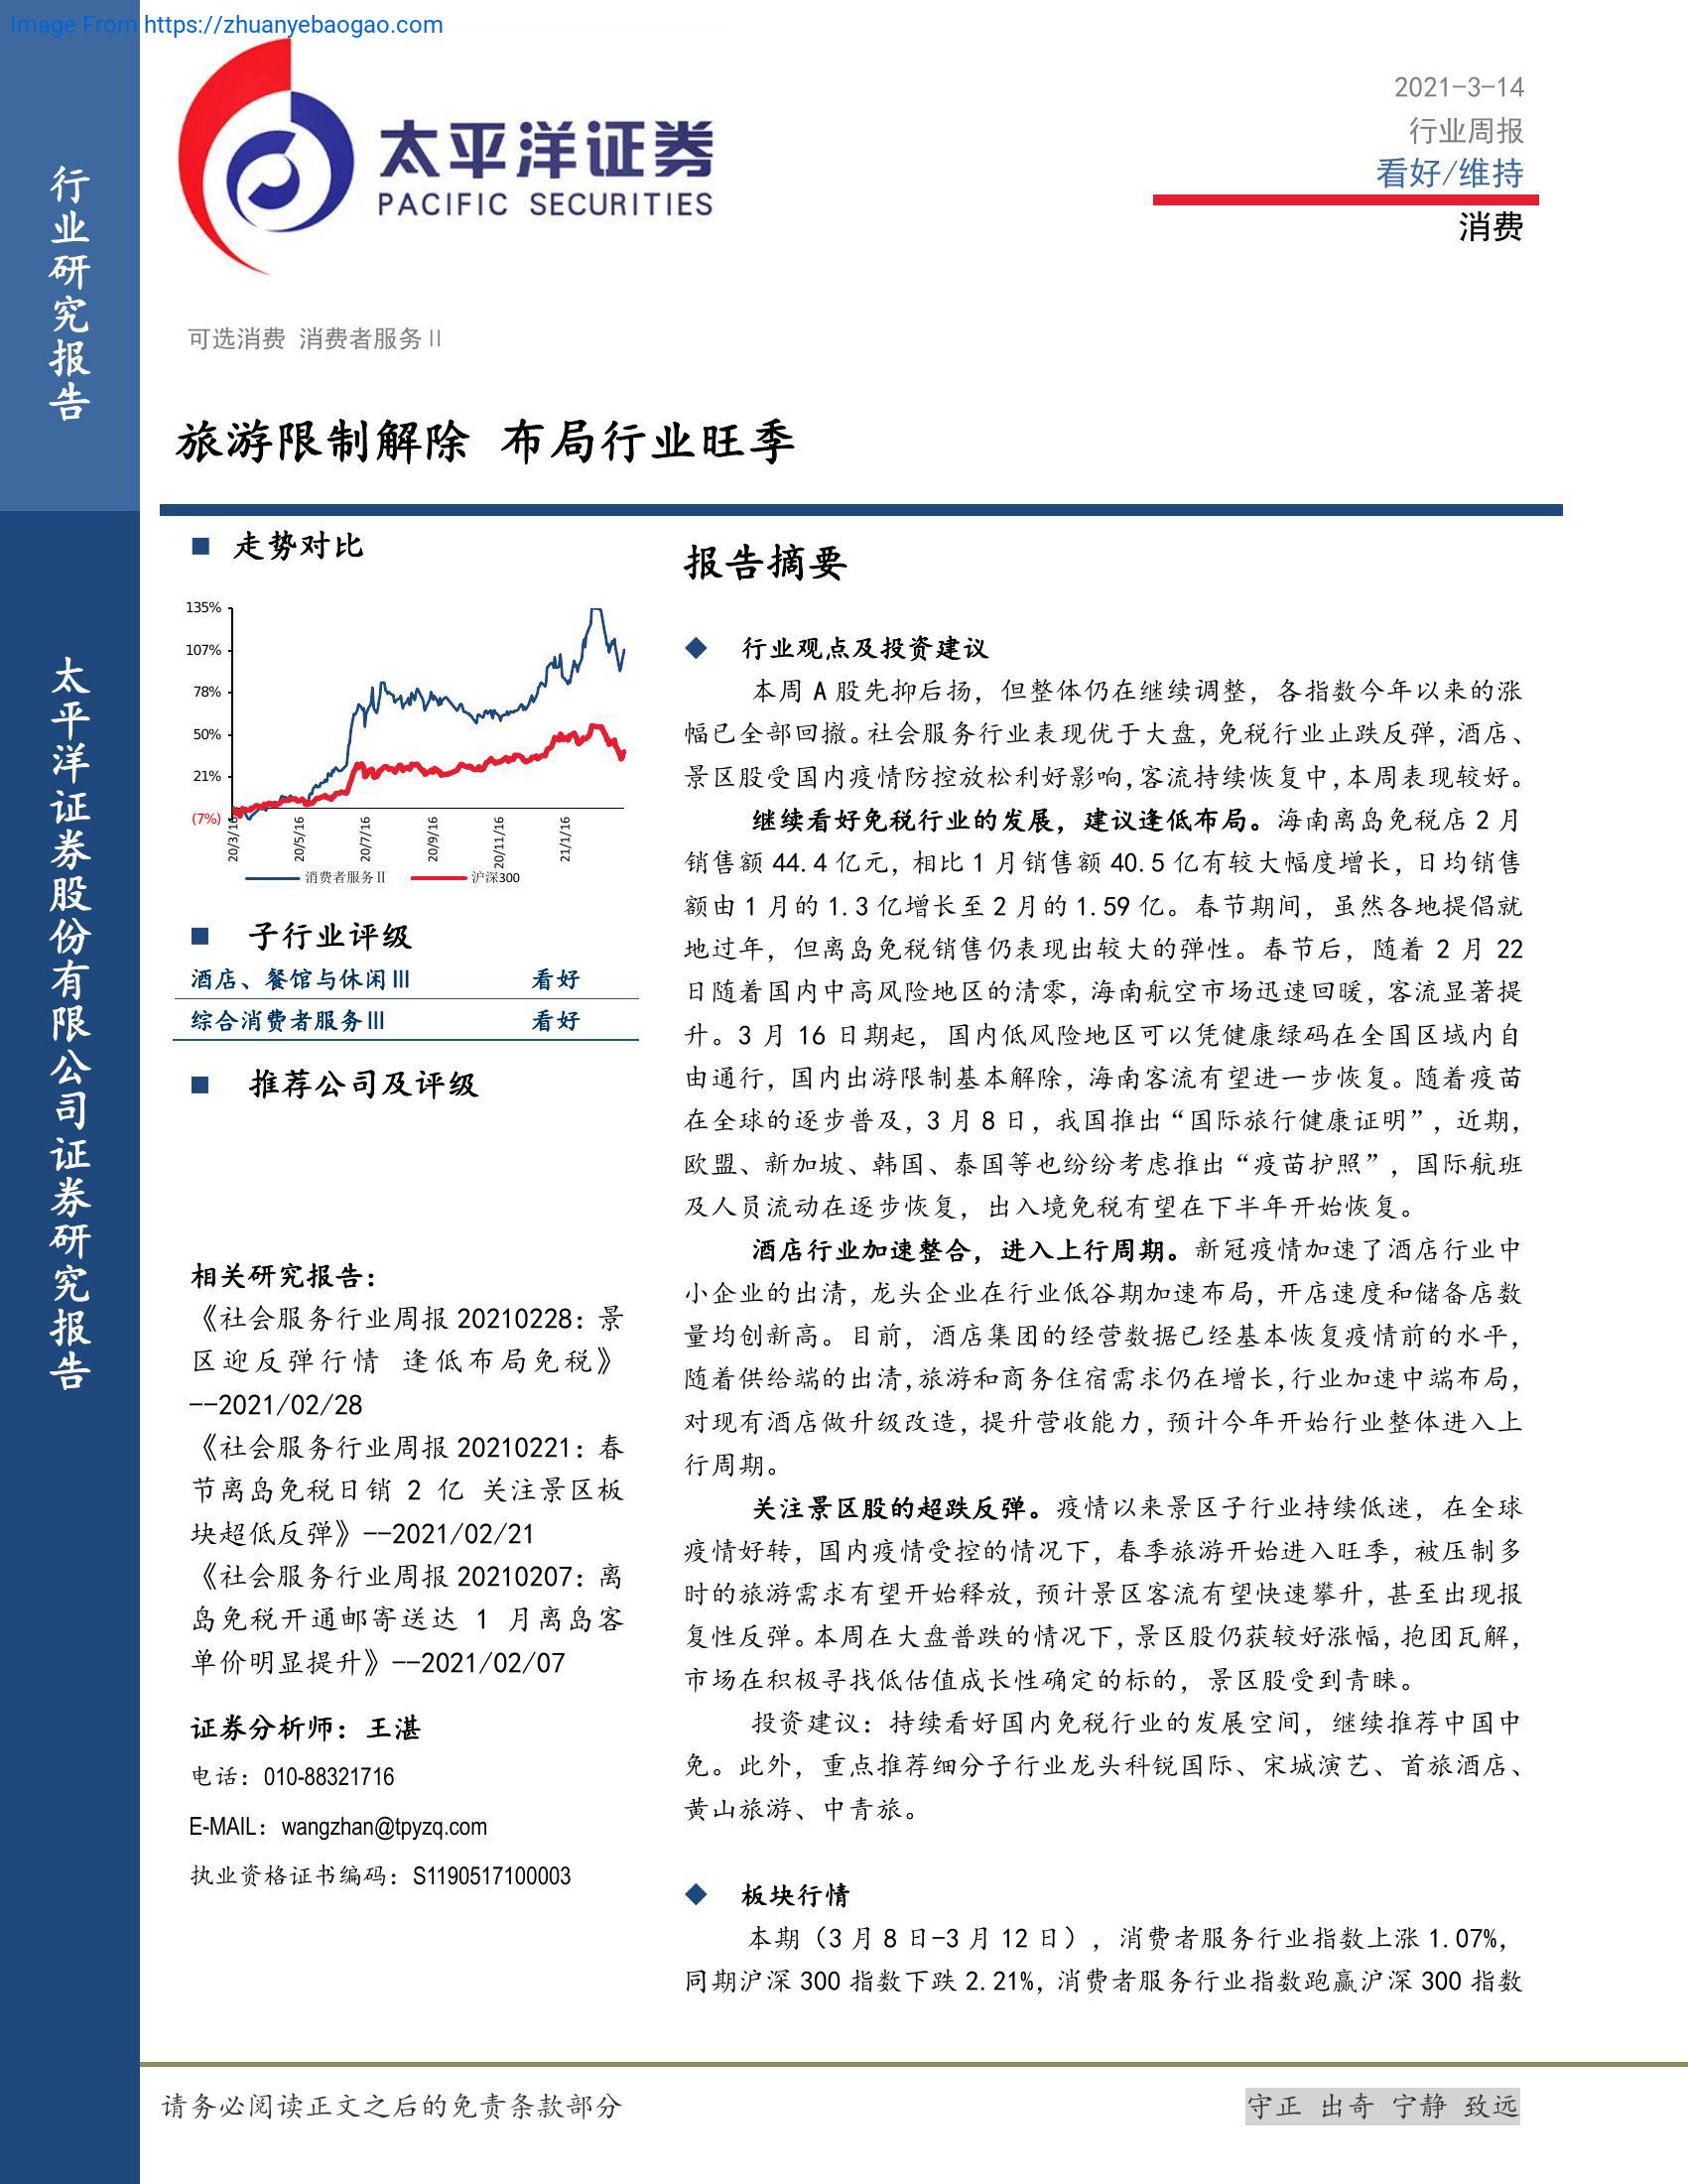 Image From https://zhuanyebaogao.com
行业研究报告
太平洋证券股份有限公司证券研究报告
太平洋证券
PACIFIC SECURITIES
2021-3-14
行业周报
看好/维持
消费
可选消费 消费者服务Ⅱ
旅游限制解除 布局行业旺季
■ 走势对比
135%
107%
78%
50%
21%
(7%)
20/3/16
20/5/16
20/7/16
20/9/16
20/11/16
21/1/16
消费者服务Ⅱ 沪深300
■ 子行业评级
酒店、餐馆与休闲Ⅲ 看好
综合消费者服务Ⅲ 看好
■ 推荐公司及评级
相关研究报告：
《社会服务行业周报 20210228：景
区迎反弹行情 逢低布局免税》
--2021/02/28
《社会服务行业周报 20210221：春
节离岛免税日销 2 亿 关注景区板
块超低反弹》--2021/02/21
《社会服务行业周报 20210207：离
岛免税开通邮寄送达 1 月离岛客
单价明显提升》--2021/02/07
证券分析师：王湛
电话：010-88321716
E-MAIL：wangzhan@tpyzq.com
执业资格证书编码：S1190517100003
报告摘要
◆ 行业观点及投资建议
本周 A 股先抑后扬，但整体仍在继续调整，各指数今年以来的涨
幅已全部回撤。社会服务行业表现优于大盘，免税行业止跌反弹，酒店、
景区股受国内疫情防控放松利好影响，客流持续恢复中，本周表现较好。
继续看好免税行业的发展，建议逢低布局。海南离岛免税店 2 月
销售额 44.4 亿元，相比 1 月销售额 40.5 亿有较大幅度增长，日均销售
额由 1 月的 1.3 亿增长至 2 月的 1.59 亿。春节期间，虽然各地提倡就
地过年，但离岛免税销售仍表现出较大的弹性。春节后，随着 2 月 22
日随着国内中高风险地区的清零，海南航空市场迅速回暖，客流显著提
升。3 月 16 日期起，国内低风险地区可以凭健康绿码在全国区域内自
由通行，国内出游限制基本解除，海南客流有望进一步恢复。随着疫苗
在全球的逐步普及，3 月 8 日，我国推出“国际旅行健康证明”，近期，
欧盟、新加坡、韩国、泰国等也纷纷考虑推出“疫苗护照”，国际航班
及人员流动在逐步恢复，出入境免税有望在下半年开始恢复。
酒店行业加速整合，进入上行周期。新冠疫情加速了酒店行业中
小企业的出清，龙头企业在行业低谷期加速布局，开店速度和储备店数
量均创新高。目前，酒店集团的经营数据已经基本恢复疫情前的水平，
随着供给端的出清，旅游和商务住宿需求仍在增长，行业加速中端布局，
对现有酒店做升级改造，提升营收能力，预计今年开始行业整体进入上
行周期。
关注景区股的超跌反弹。疫情以来景区子行业持续低迷，在全球
疫情好转，国内疫情受控的情况下，春季旅游开始进入旺季，被压制多
时的旅游需求有望开始释放，预计景区客流有望快速攀升，甚至出现报
复性反弹。本周在大盘普跌的情况下，景区股仍获较好涨幅，抱团瓦解，
市场在积极寻找低估值成长性确定的标的，景区股受到青睐。
投资建议：持续看好国内免税行业的发展空间，继续推荐中国中
免。此外，重点推荐细分子行业龙头科锐国际、宋城演艺、首旅酒店、
黄山旅游、中青旅。
◆ 板块行情
本期（3 月 8 日-3 月 12 日），消费者服务行业指数上涨 1.07%，
同期沪深 300 指数下跌 2.21%，消费者服务行业指数跑赢沪深 300 指数
请务必阅读正文之后的免责条款部分
守正 出奇 宁静 致远